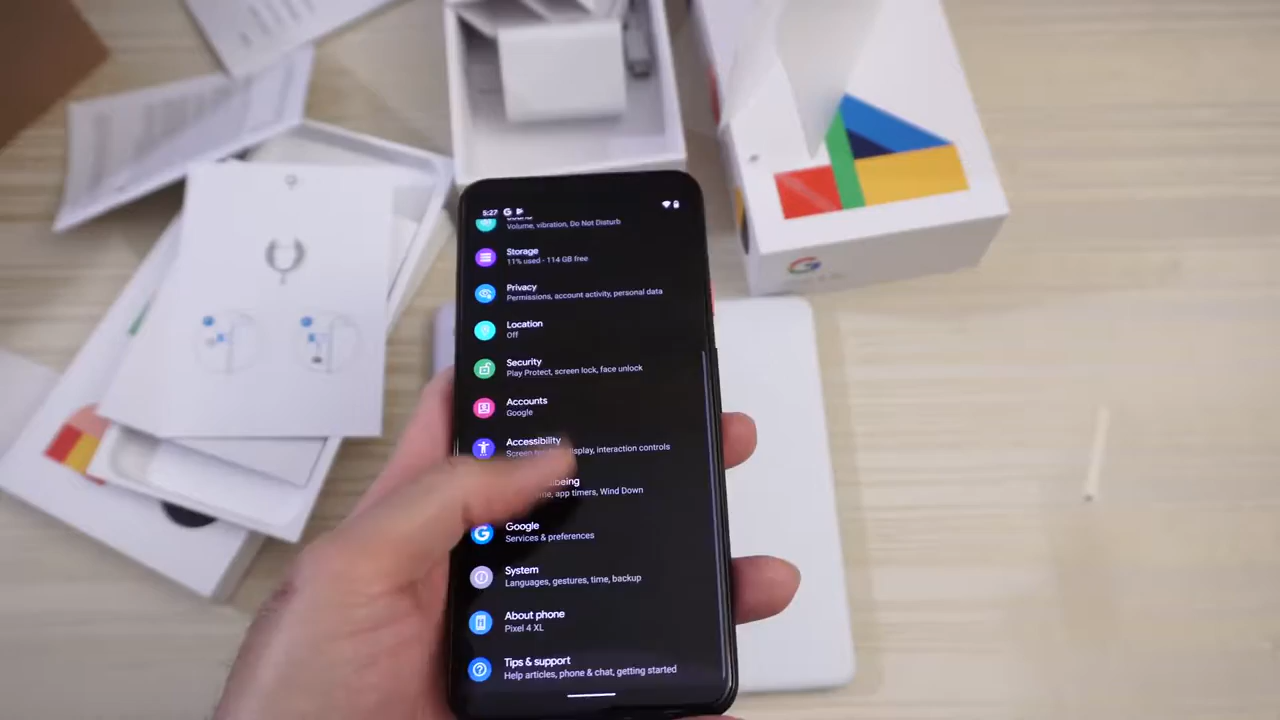 5:27
Volume, vibration, Do Not Disturb
Storage
11% used - 114 GB free
Privacy
Permissions, account activity, personal data
Location
Off
Security
Play Protect, screen lock, face unlock
Accounts
Google
Accessibility
Screen display, interaction controls
app timers, Wind Down
Google
Services & preferences
System
Languages, gestures, time, backup
About phone
Pixel 4 XL
Tips & support
Help articles, phone & chat, getting started